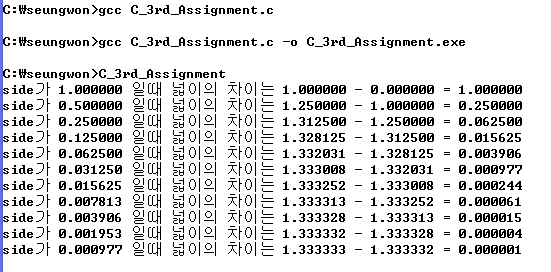 C:\seungwon>gcc C_3rd_Assignment.c
C:\seungwon>gcc C_3rd_Assignment.c -o C_3rd_Assignment.exe
C:\seungwon>C_3rd_Assignment
side가 1.000000 일때 넓이의 차이는 1.000000 - 0.000000 = 1.000000
side가 0.500000 일때 넓이의 차이는 1.250000 - 1.000000 = 0.250000
side가 0.250000 일때 넓이의 차이는 1.312500 - 1.250000 = 0.062500
side가 0.125000 일때 넓이의 차이는 1.328125 - 1.312500 = 0.015625
side가 0.062500 일때 넓이의 차이는 1.332031 - 1.328125 = 0.003906
side가 0.031250 일때 넓이의 차이는 1.333008 - 1.332031 = 0.000977
side가 0.015625 일때 넓이의 차이는 1.333252 - 1.333008 = 0.000244
side가 0.007813 일때 넓이의 차이는 1.333313 - 1.333252 = 0.000061
side가 0.003906 일때 넓이의 차이는 1.333328 - 1.333313 = 0.000015
side가 0.001953 일때 넓이의 차이는 1.333332 - 1.333328 = 0.000004
side가 0.000977 일때 넓이의 차이는 1.333333 - 1.333332 = 0.000001